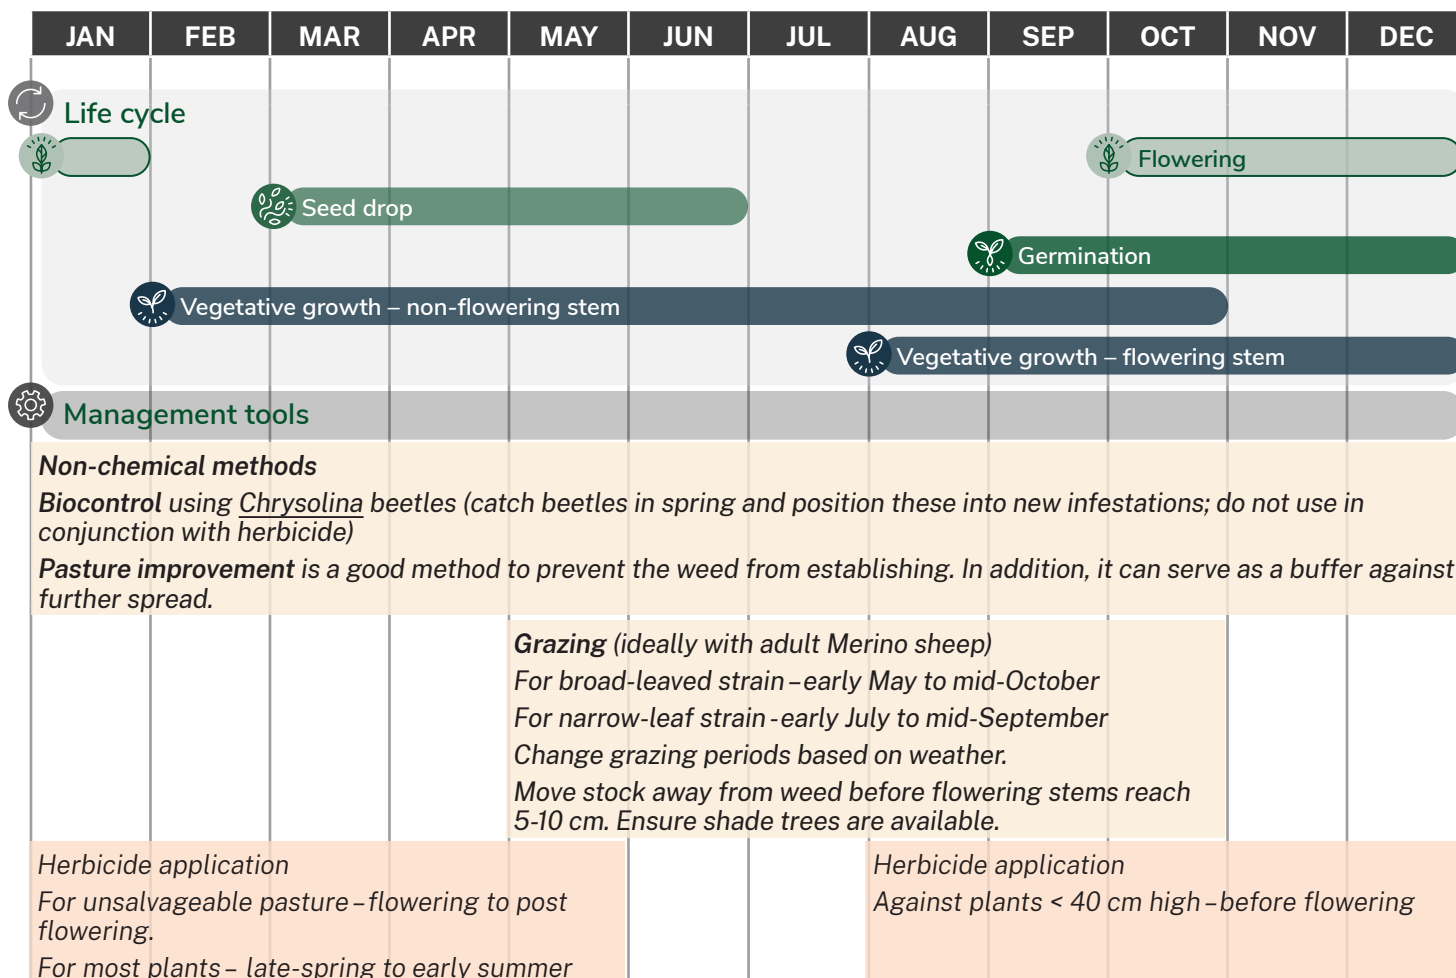 JAN FEB MAR APR MAY JUN JUL AUG SEP OCT NOV DEC
Life cycle
Flowering
Seed drop
Germination
Vegetative growth – non-flowering stem
Vegetative growth – flowering stem
Management tools
Non-chemical methods
Biocontrol using Chrysolina beetles (catch beetles in spring and position these into new infestations; do not use in
conjunction with herbicide)
Pasture improvement is a good method to prevent the weed from establishing. In addition, it can serve as a buffer against
further spread.
Grazing (ideally with adult Merino sheep)
For broad-leaved strain – early May to mid-October
For narrow-leaf strain - early July to mid-September
Change grazing periods based on weather.
Move stock away from weed before flowering stems reach
5-10 cm. Ensure shade trees are available.
Herbicide application
For unsalvageable pasture – flowering to post
flowering.
For most plants – late-spring to early summer
Herbicide application
Against plants < 40 cm high – before flowering